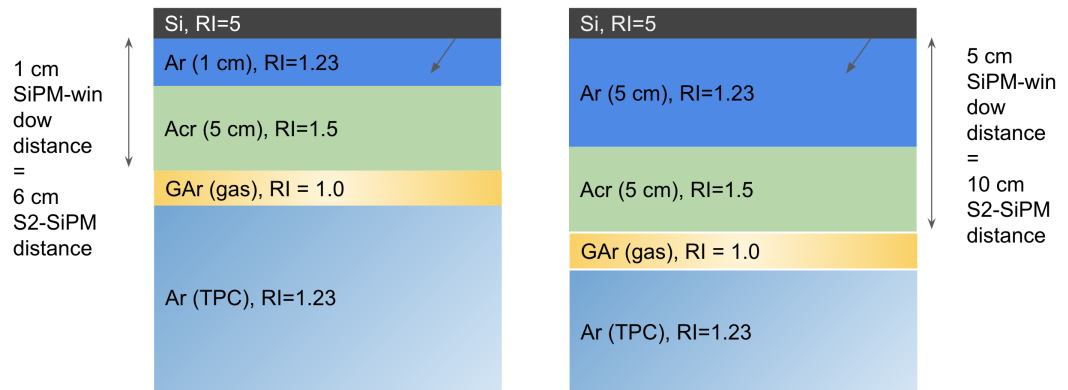 1 cm
SiPM-win
dow
distance
=
6 cm
S2-SiPM
distance
Si, RI=5
Ar (1 cm), RI=1.23
Acr (5 cm), RI=1.5
GAr (gas), RI = 1.0
Ar (TPC), RI=1.23
Si, RI=5
Ar (5 cm), RI=1.23
Acr (5 cm), RI=1.5
GAr (gas), RI = 1.0
Ar (TPC), RI=1.23
5 cm
SiPM-win
dow
distance
=
10 cm
S2-SiPM
distance